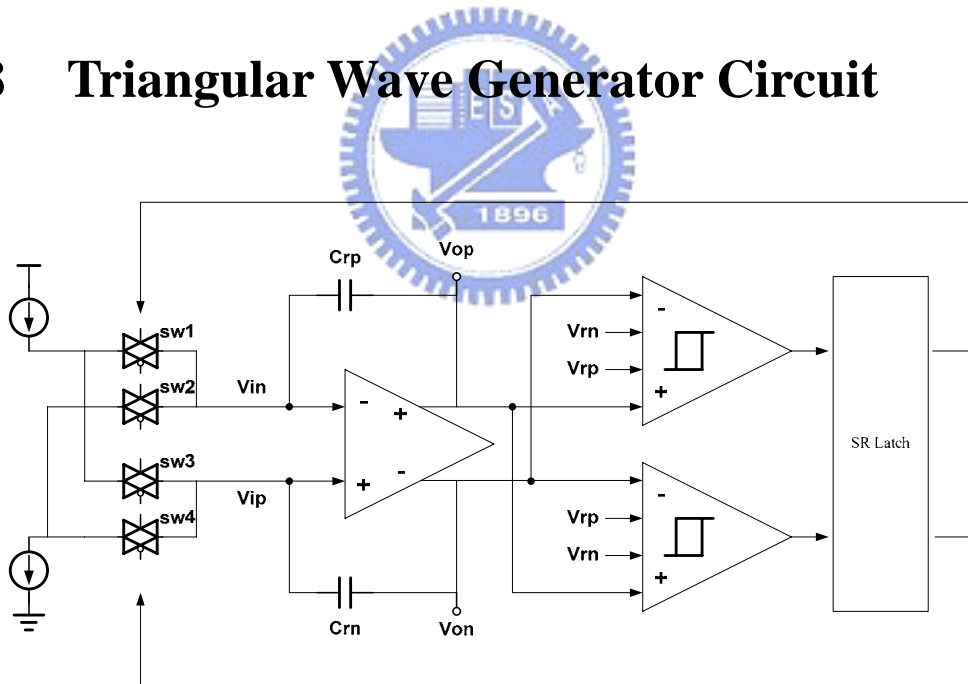 3 Triangular Wave Generator Circuit
ES
A
1896
Vop
Crp
sw1
sw2
Vin
sw3
Vip
sw4
Crn
Von
-
+
-
+
-
Vrn
Vrp
+
-
Vrp
Vrn
+
SR Latch